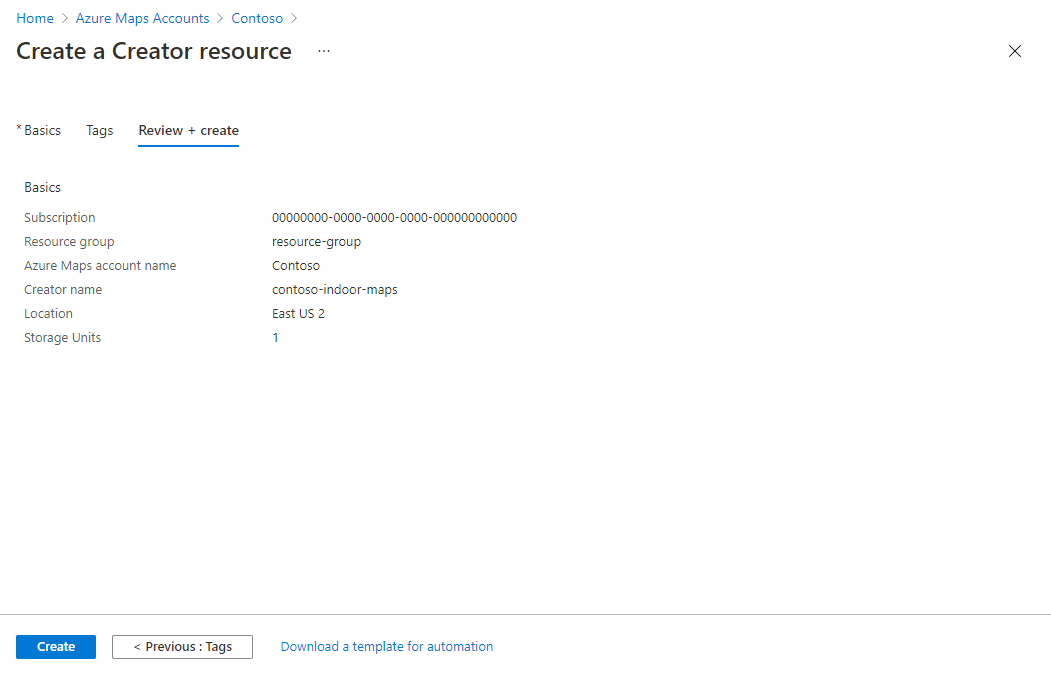 Home > Azure Maps Accounts > Contoso >
Create a Creator resource ...
* Basics Tags Review + create
Basics
Subscription 00000000-0000-0000-0000-000000000000
Resource group resource-group
Azure Maps account name Contoso
Creator name contoso-indoor-maps
Location East US 2
Storage Units 1
Create < Previous : Tags Download a template for automation